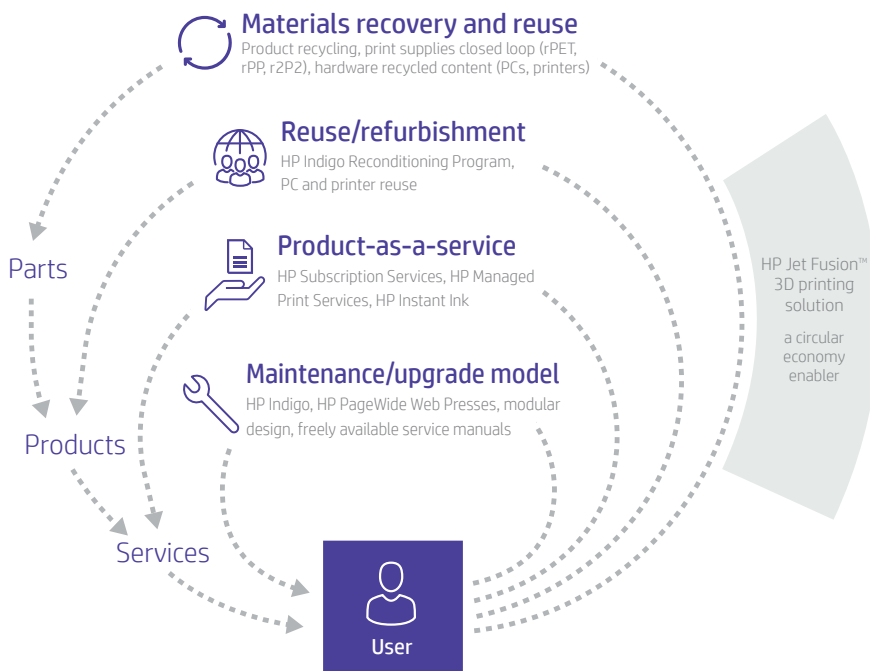 Materials recovery and reuse
Product recycling, print supplies closed loop (rPET,
rPP, r2P2), hardware recycled content (PCs, printers)
Reuse/refurbishment
HP Indigo Reconditioning Program,
PC and printer reuse
Product-as-a-service
HP Subscription Services, HP Managed
Print Services, HP Instant Ink
Maintenance/upgrade model
HP Indigo, HP PageWide Web Presses, modular
design, freely available service manuals
Parts
Products
Services
User
HP Jet Fusion™
3D printing
solution
a circular
economy
enabler